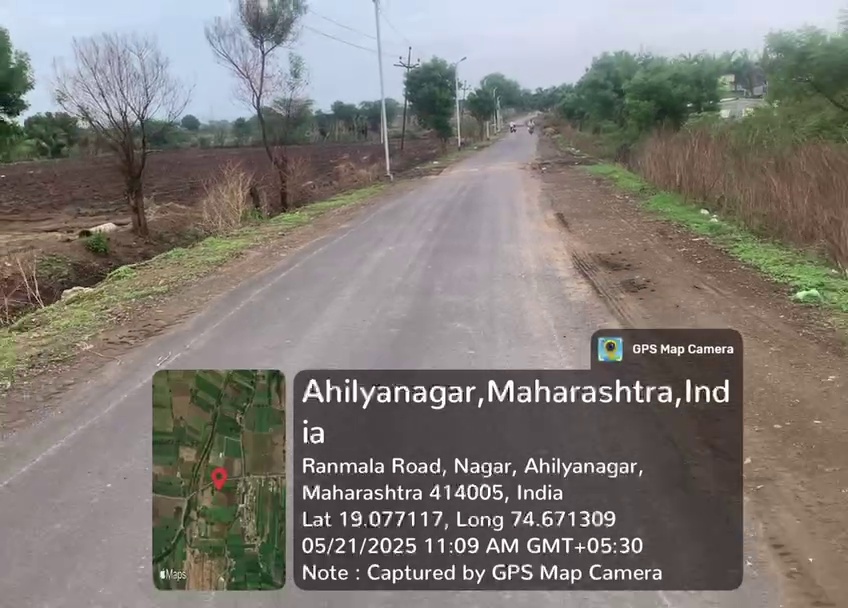 GPS Map Camera
Ahilyanagar,Maharashtra,Ind
ia
Ranmala Road, Nagar, Ahilyanagar,
Maharashtra 414005, India
Lat 19.077117, Long 74.671309
05/21/2025 11:09 AM GMT+05:30
Note : Captured by GPS Map Camera
Maps